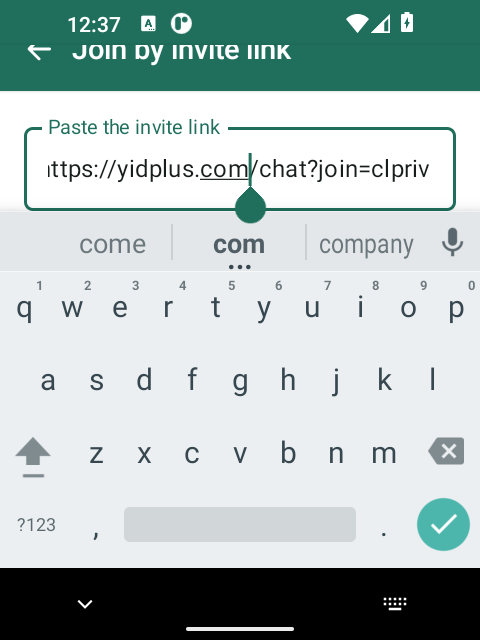 12:37
Join by invite link
Paste the invite link
ttps://yidplus.com/chat?join=clpriv
come com company
1 2 3 4 5 6 7 8 9 0
q w e r t y u i o p
a s d f g h j k l
z x c v b n m
?123 , .